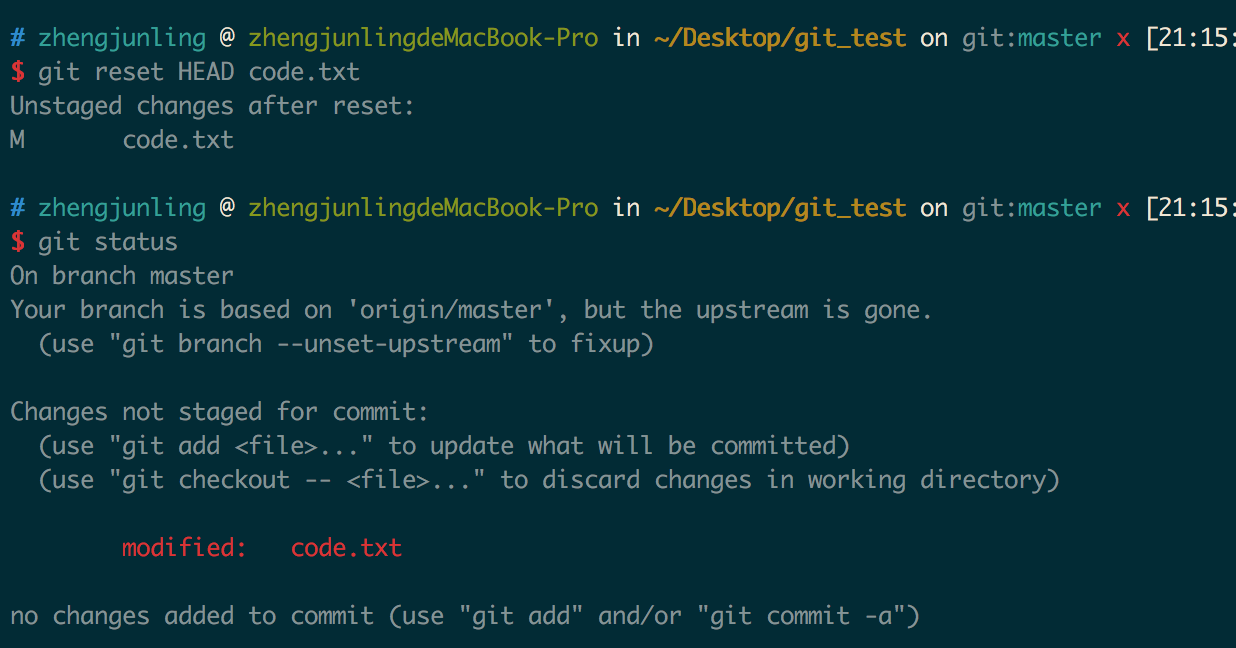 # zhengjunling @ zhengjunlingdeMacBook-Pro in ~/Desktop/git_test on git:master x [21:15:
$ git reset HEAD code.txt
Unstaged changes after reset:
M       code.txt
# zhengjunling @ zhengjunlingdeMacBook-Pro in ~/Desktop/git_test on git:master x [21:15:
$ git status
On branch master
Your branch is based on 'origin/master', but the upstream is gone.
  (use "git branch --unset-upstream" to fixup)
Changes not staged for commit:
  (use "git add <file>..." to update what will be committed)
  (use "git checkout -- <file>..." to discard changes in working directory)
        modified:   code.txt
no changes added to commit (use "git add" and/or "git commit -a")